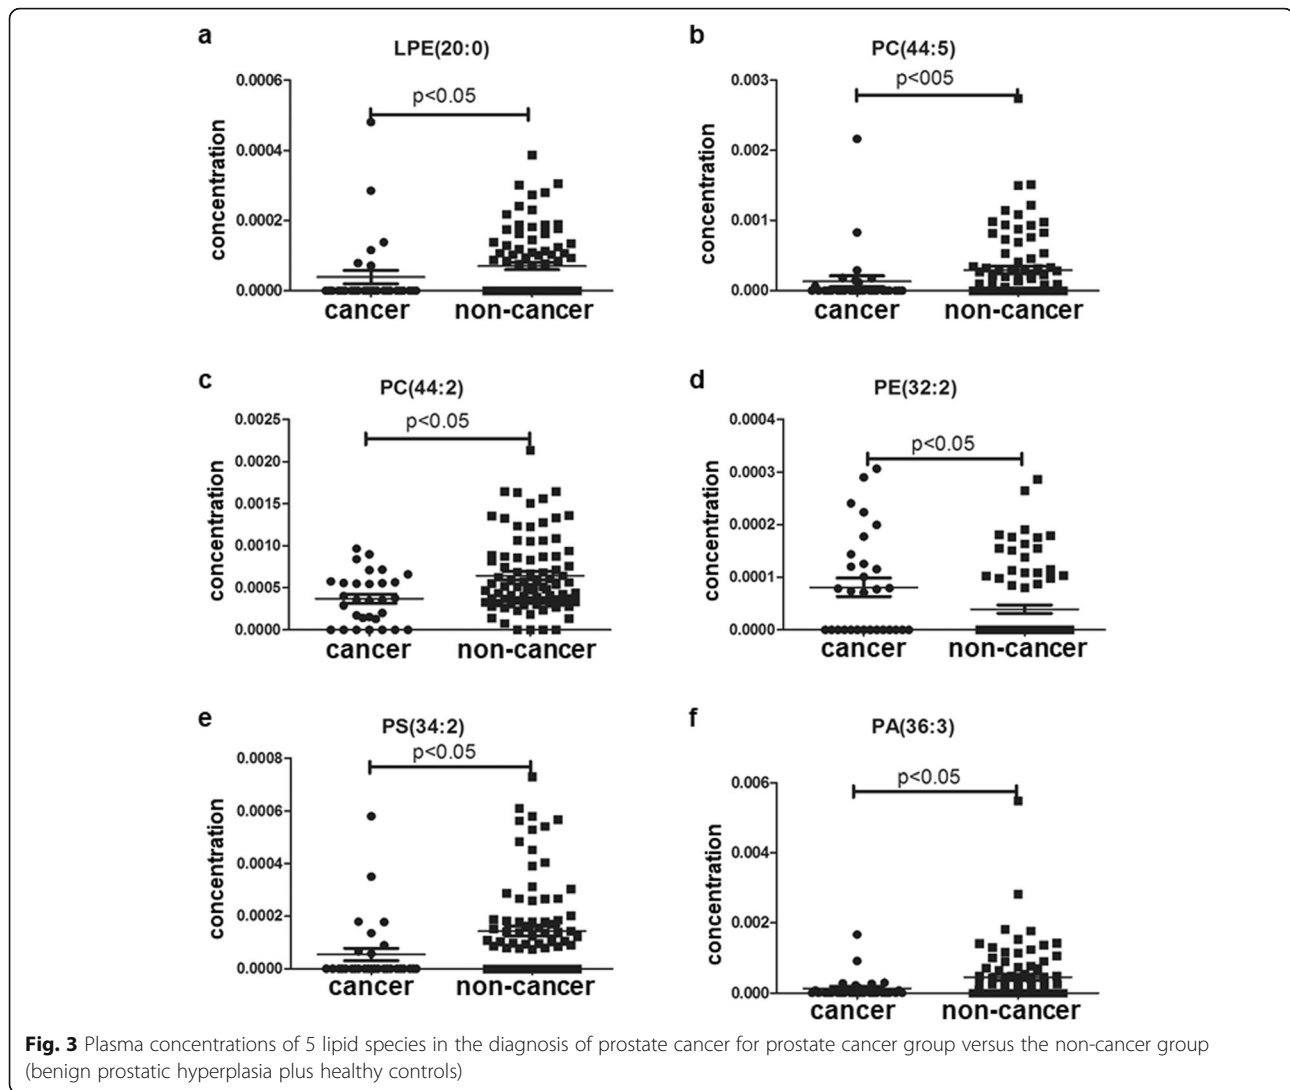 a
LPE(20:0)
0.0006
0.0004
0.0002
0.0000
concentration
p<0.05
cancer non-cancer
b
PC(44:5)
0.003
0.002
0.001
0.000
concentration
p<005
cancer non-cancer
c
PC(44:2)
0.0025
0.0020
0.0015
0.0010
0.0005
0.0000
concentration
p<0.05
cancer non-cancer
d
PE(32:2)
0.0004
0.0003
0.0002
0.0001
0.0000
concentration
p<0.05
cancer non-cancer
e
PS(34:2)
0.0008
0.0006
0.0004
0.0002
0.0000
concentration
p<0.05
cancer non-cancer
f
PA(36:3)
0.006
0.004
0.002
0.000
concentration
p<0.05
cancer non-cancer
Fig. 3 Plasma concentrations of 5 lipid species in the diagnosis of prostate cancer for prostate cancer group versus the non-cancer group
(benign prostatic hyperplasia plus healthy controls)